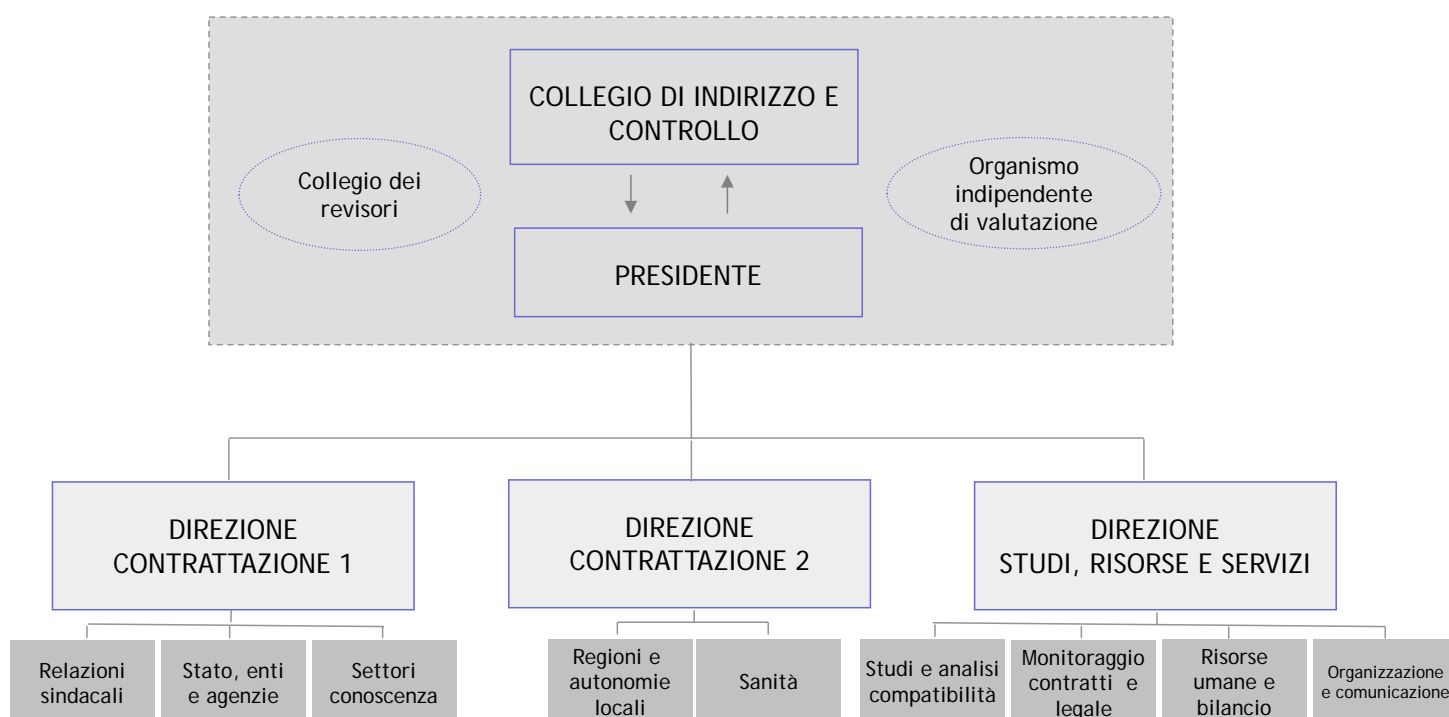 COLLEGIO DI INDIRIZZO E
CONTROLLO
Collegio dei
revisori
Organismo
indipendente
di valutazione
PRESIDENTE
DIREZIONE
CONTRATTAZIONE 1
DIREZIONE
CONTRATTAZIONE 2
DIREZIONE
STUDI, RISORSE E SERVIZI
Relazioni
sindacali
Stato, enti
e agenzie
Settori
conoscenza
Regioni e
autonomie
locali
Sanità
Studi e analisi
compatibilità
Monitoraggio
contratti e
legale
Risorse
umane e
bilancio
Organizzazione
e comunicazione